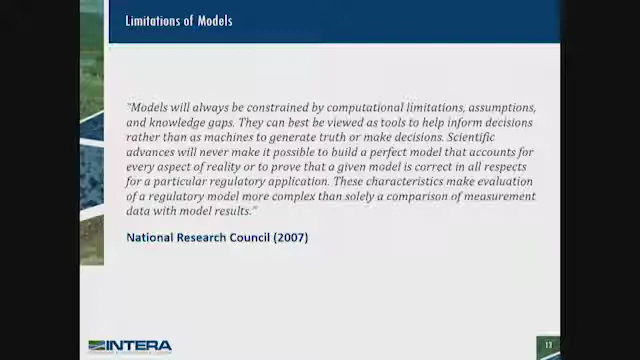 Limitations of Models
"Models will always be constrained by computational limitations, assumptions,
and knowledge gaps. They can best be viewed as tools to help inform decisions
rather than as machines to generate truth or make decisions. Scientific
advances will never make it possible to build a perfect model that accounts for
every aspect of reality or to prove that a given model is correct in all respects
for a particular regulatory application. These characteristics make evaluation
of a regulatory model more complex than solely a comparison of measurement
data with model results."
National Research Council (2007)
INTERA
13